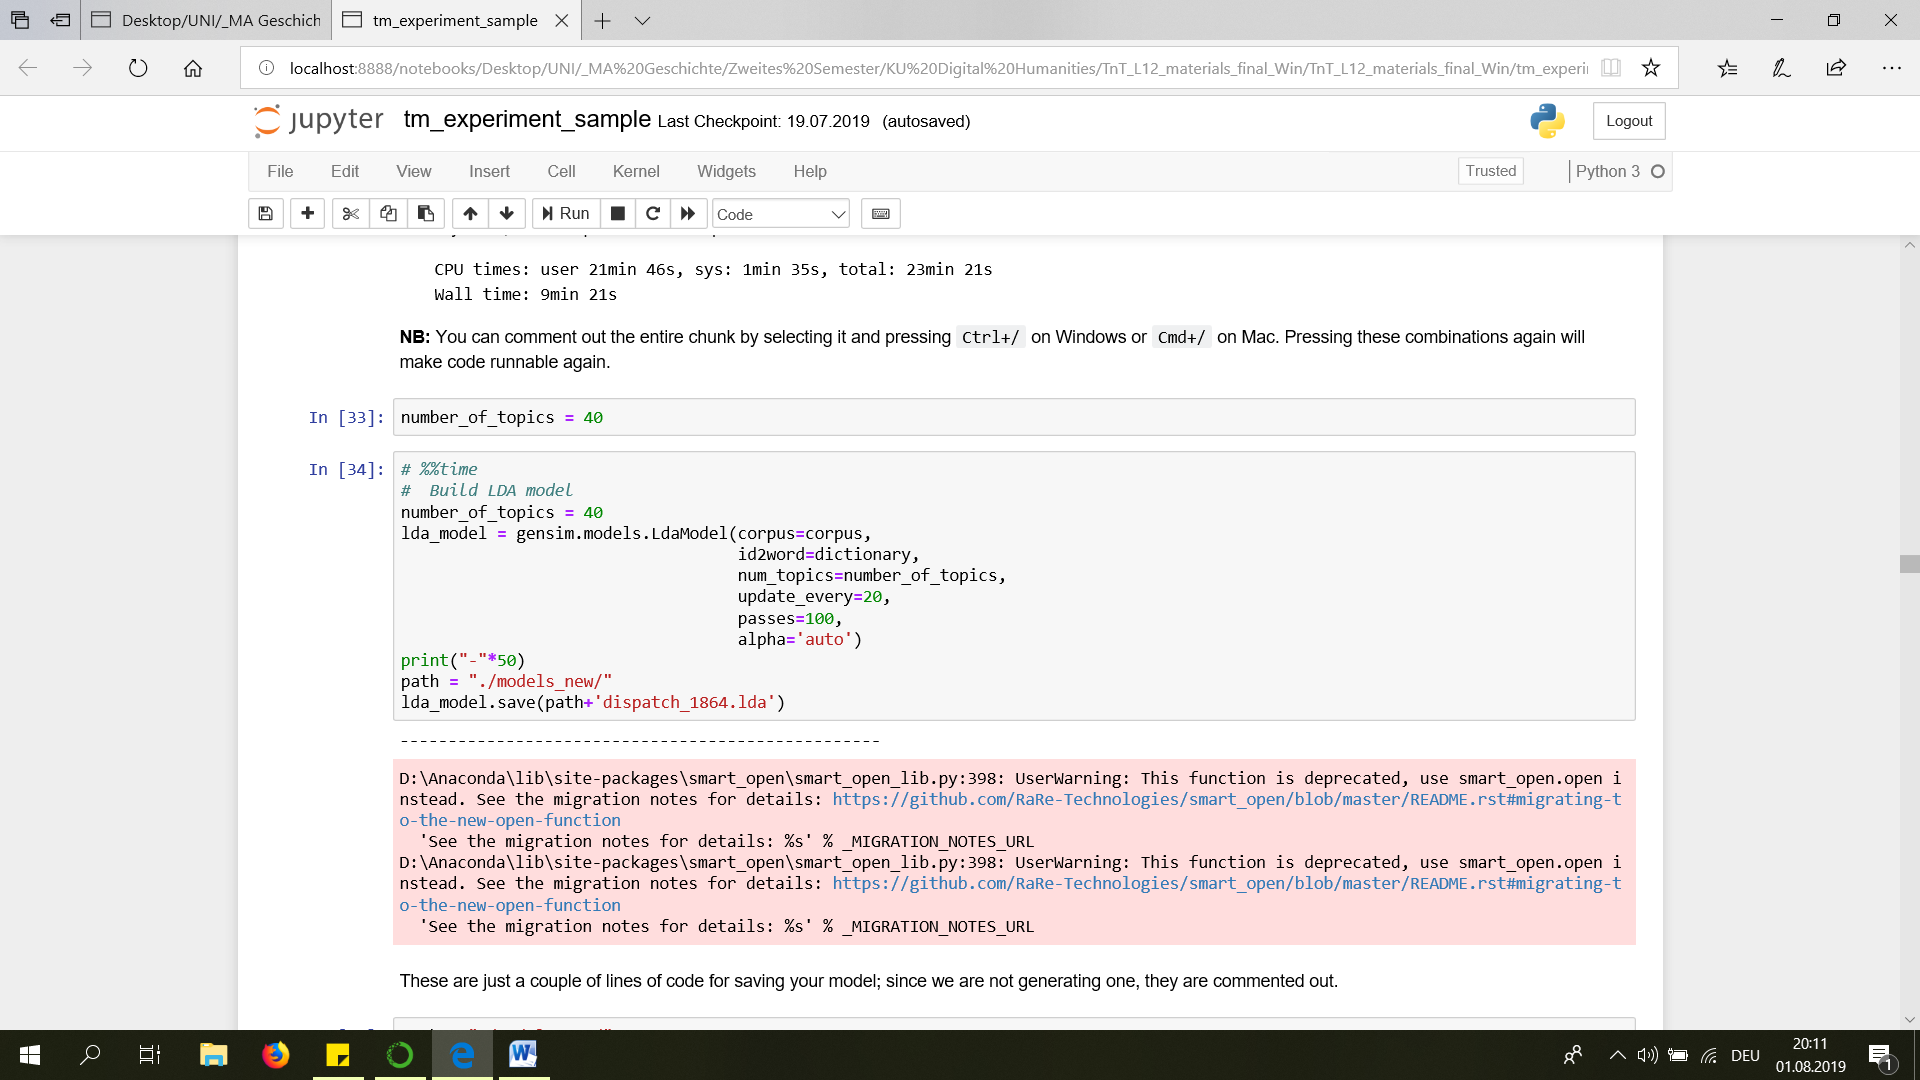 Desktop/UNI/_MA Geschich
tm_experiment_sample
localhost:8888/notebooks/Desktop/UNI/_MA%20Geschichte/Zweites%20Semester/KU%20Digital%20Humanities/TnT_L12_materials_final_Win/TnT_L12_materials_final_Win/tm_experi
jupyter tm_experiment_sample Last Checkpoint: 19.07.2019 (autosaved)
Logout
File Edit View Insert Cell Kernel Widgets Help
Trusted
Python 3
Run
Code
CPU times: user 21min 46s, sys: 1min 35s, total: 23min 21s
Wall time: 9min 21s
NB: You can comment out the entire chunk by selecting it and pressing Ctrl+/ on Windows or Cmd+/ on Mac. Pressing these combinations again will
make code runnable again.
In [33]: number_of_topics = 40
In [34]: # %%time
#  Build LDA model
number_of_topics = 40
lda_model = gensim.models.LdaModel(corpus=corpus,
id2word=dictionary,
num_topics=number_of_topics,
update_every=20,
passes=100,
alpha='auto')
print("-"*50)
path = "./models_new/"
lda_model.save(path+'dispatch_1864.lda')
--------------------------------------------------
D:\Anaconda\lib\site-packages\smart_open\smart_open_lib.py:398: UserWarning: This function is deprecated, use smart_open.open i
nstead. See the migration notes for details: https://github.com/RaRe-Technologies/smart_open/blob/master/README.rst#migrating-t
o-the-new-open-function
'See the migration notes for details: %s' % _MIGRATION_NOTES_URL
D:\Anaconda\lib\site-packages\smart_open\smart_open_lib.py:398: UserWarning: This function is deprecated, use smart_open.open i
nstead. See the migration notes for details: https://github.com/RaRe-Technologies/smart_open/blob/master/README.rst#migrating-t
o-the-new-open-function
'See the migration notes for details: %s' % _MIGRATION_NOTES_URL
These are just a couple of lines of code for saving your model; since we are not generating one, they are commented out.
DEU
20:11
01.08.2019
1